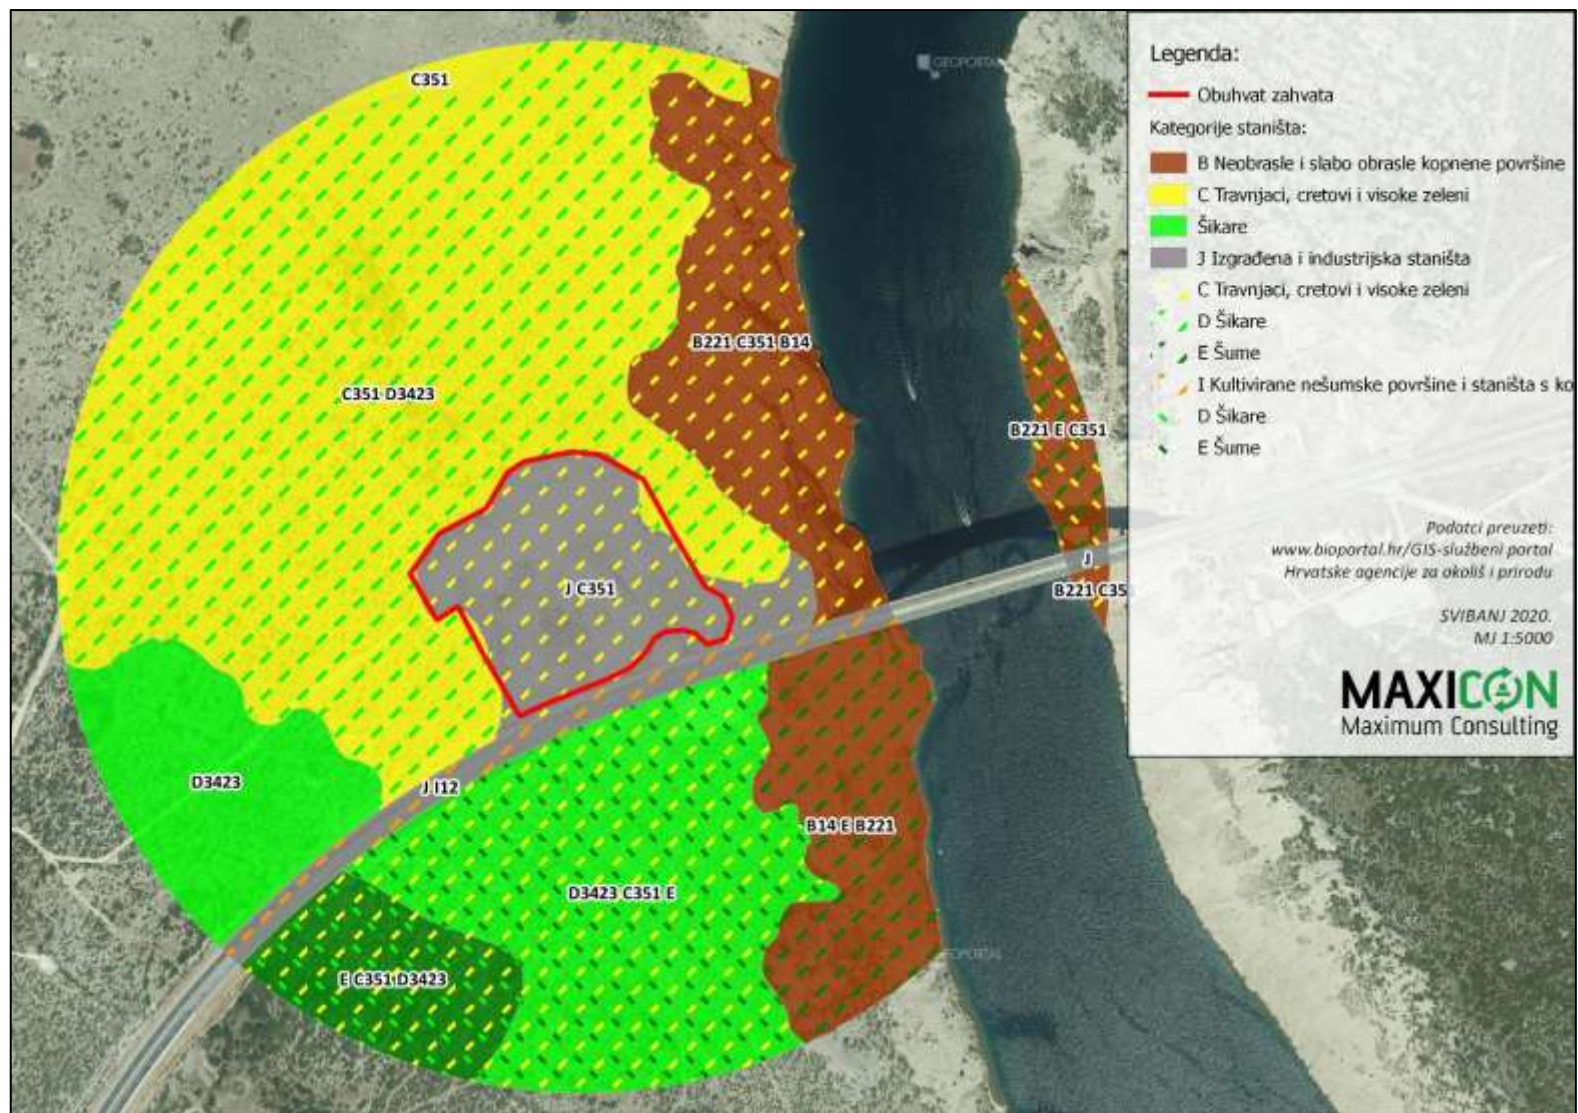 C351
GEOPORTAL
C351 D3423
B221 C351 B14
B221 E C351
J C351
J
B221 C35
D3423
J I12
B14 E B221
D3423 C351 E
E C351 D3423
GEOPORTAL
Legenda:
Obuhvat zahvata
Kategorije staništa:
B Neobrasle i slabo obrasle kopnene površine
C Travnjaci, cretovi i visoke zeleni
Šikare
J Izgrađena i industrijska staništa
C Travnjaci, cretovi i visoke zeleni
D Šikare
E Šume
I Kultivirane nešumske površine i staništa s ko
D Šikare
E Šume
Podatci preuzeti:
www.bioportal.hr/GIS-službeni portal
Hrvatske agencije za okoliš i prirodu
SVIBANJ 2020.
MJ 1:5000
MAXICON
Maximum Consulting